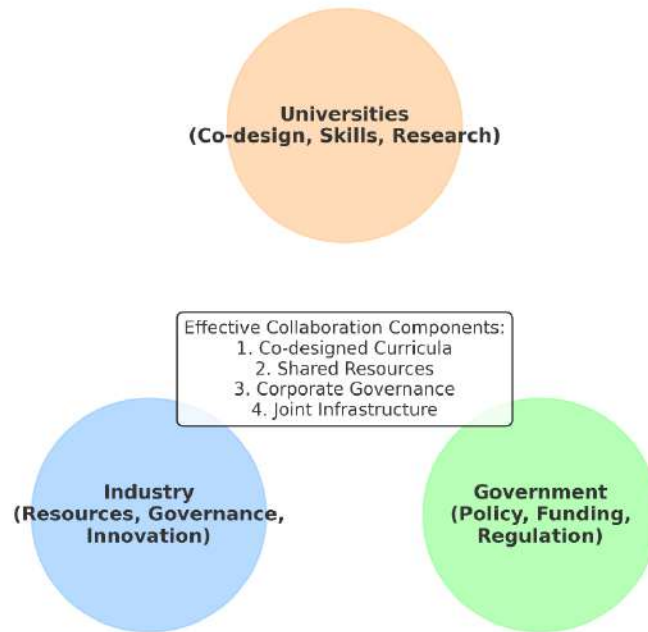 Universities
(Co-design, Skills, Research)
Effective Collaboration Components:
1. Co-designed Curricula
2. Shared Resources
3. Corporate Governance
4. Joint Infrastructure
Industry
(Resources, Governance,
Innovation)
Government
(Policy, Funding,
Regulation)